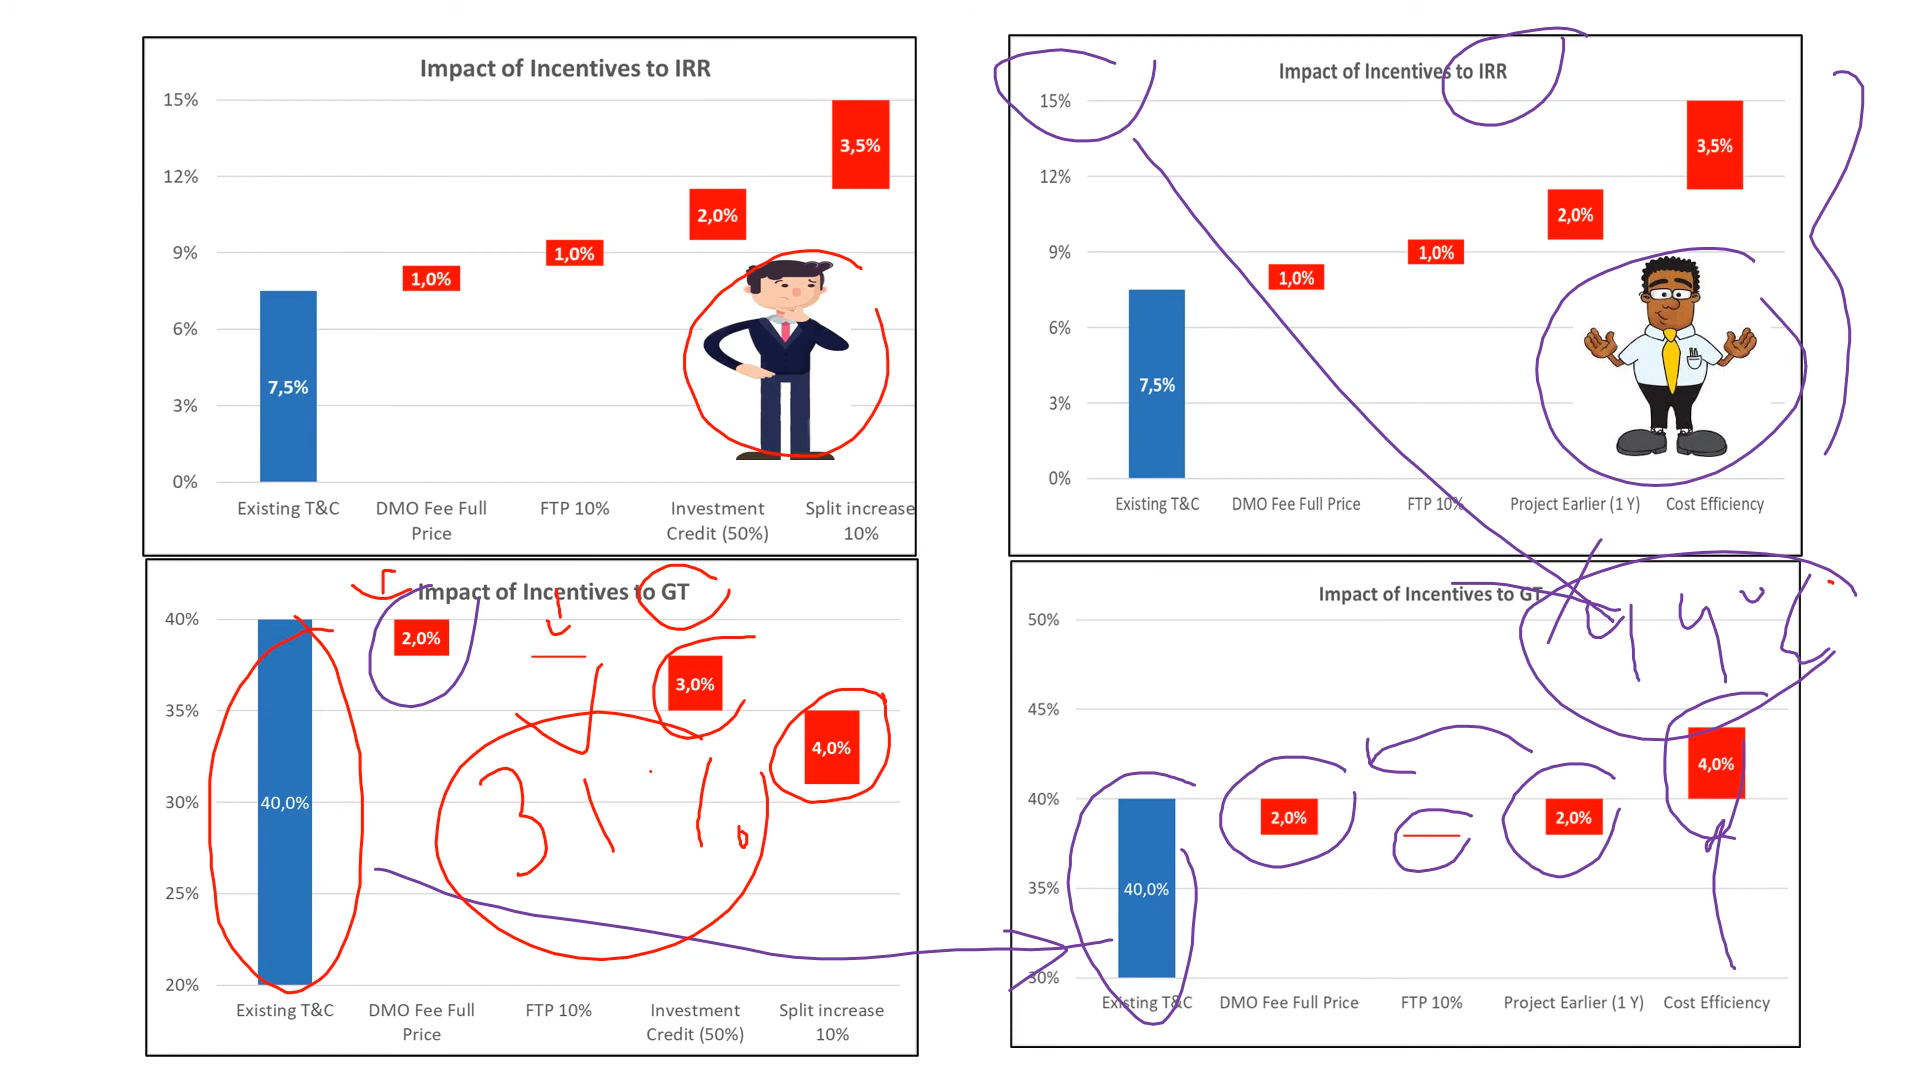 Impact of Incentives to IRR
15%
12%
9%
6%
3%
0%
7,5%
1,0%
1,0%
2,0%
3,5%
Existing T&C
DMO Fee Full
Price
FTP 10%
Investment
Credit (50%)
Split increase
10%
Impact of Incentives to IRR
15%
12%
9%
6%
3%
0%
7,5%
1,0%
1,0%
2,0%
3,5%
Existing T&C
DMO Fee Full Price
FTP 10%
Project Earlier (1 Y)
Cost Efficiency
Impact of Incentives to GT
40%
35%
30%
25%
20%
40,0%
2,0%
3,0%
4,0%
31%
Existing T&C
DMO Fee Full
Price
FTP 10%
Investment
Credit (50%)
Split increase
10%
Impact of Incentives to GT
50%
45%
40%
35%
30%
44%
40,0%
2,0%
2,0%
4,0%
Existing T&C
DMO Fee Full Price
FTP 10%
Project Earlier (1 Y)
Cost Efficiency